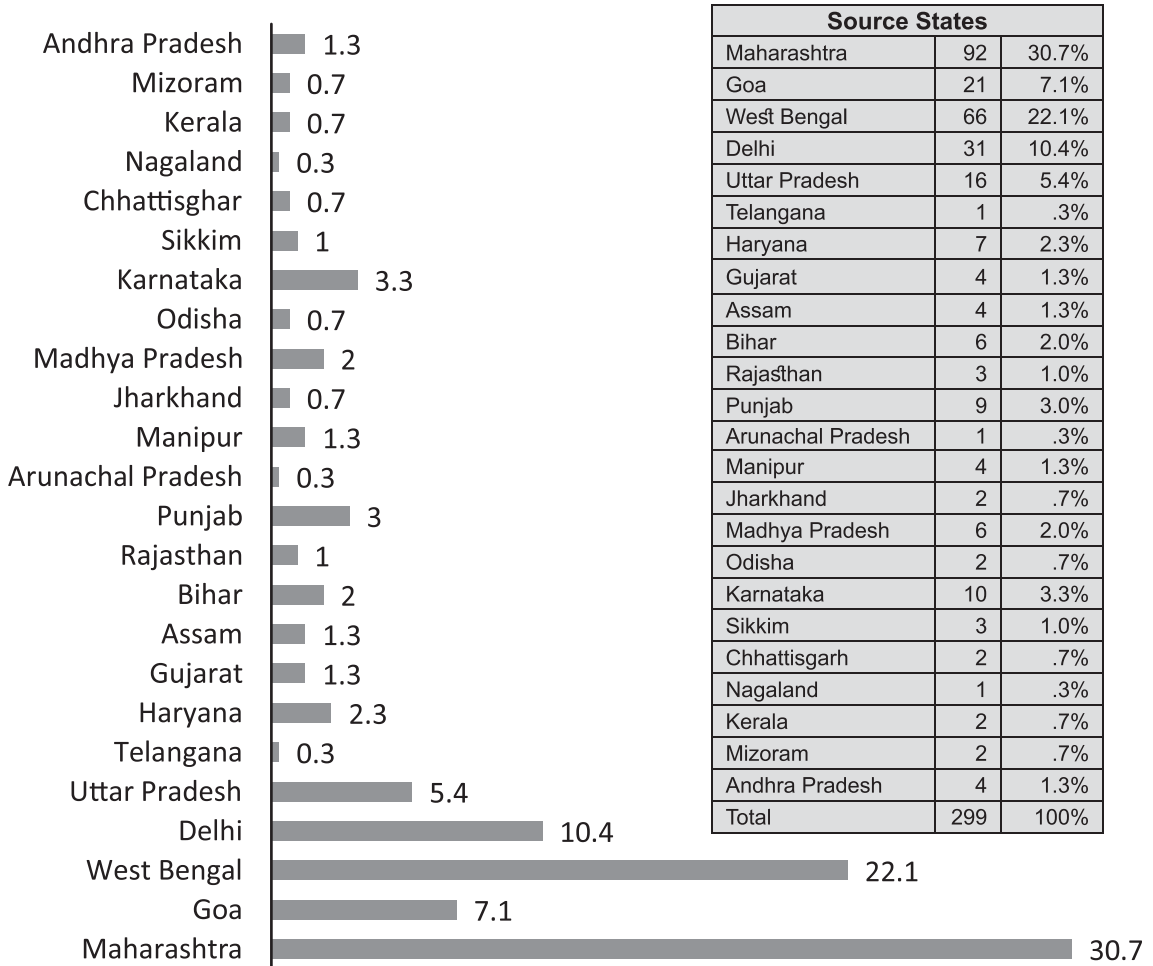 Andhra Pradesh 1.3
Mizoram 0.7
Kerala 0.7
Nagaland 0.3
Chhattisghar 0.7
Sikkim 1
Karnataka 3.3
Odisha 0.7
Madhya Pradesh 2
Jharkhand 0.7
Manipur 1.3
Arunachal Pradesh 0.3
Punjab 3
Rajasthan 1
Bihar 2
Assam 1.3
Gujarat 1.3
Haryana 2.3
Telangana 0.3
Uttar Pradesh 5.4
Delhi 10.4
West Bengal 22.1
Goa 7.1
Maharashtra 30.7
Source States
Maharashtra 92 30.7%
Goa 21 7.1%
West Bengal 66 22.1%
Delhi 31 10.4%
Uttar Pradesh 16 5.4%
Telangana 1 .3%
Haryana 7 2.3%
Gujarat 4 1.3%
Assam 4 1.3%
Bihar 6 2.0%
Rajasthan 3 1.0%
Punjab 9 3.0%
Arunachal Pradesh 1 .3%
Manipur 4 1.3%
Jharkhand 2 .7%
Madhya Pradesh 6 2.0%
Odisha 2 .7%
Karnataka 10 3.3%
Sikkim 3 1.0%
Chhattisgarh 2 .7%
Nagaland 1 .3%
Kerala 2 .7%
Mizoram 2 .7%
Andhra Pradesh 4 1.3%
Total 299 100%